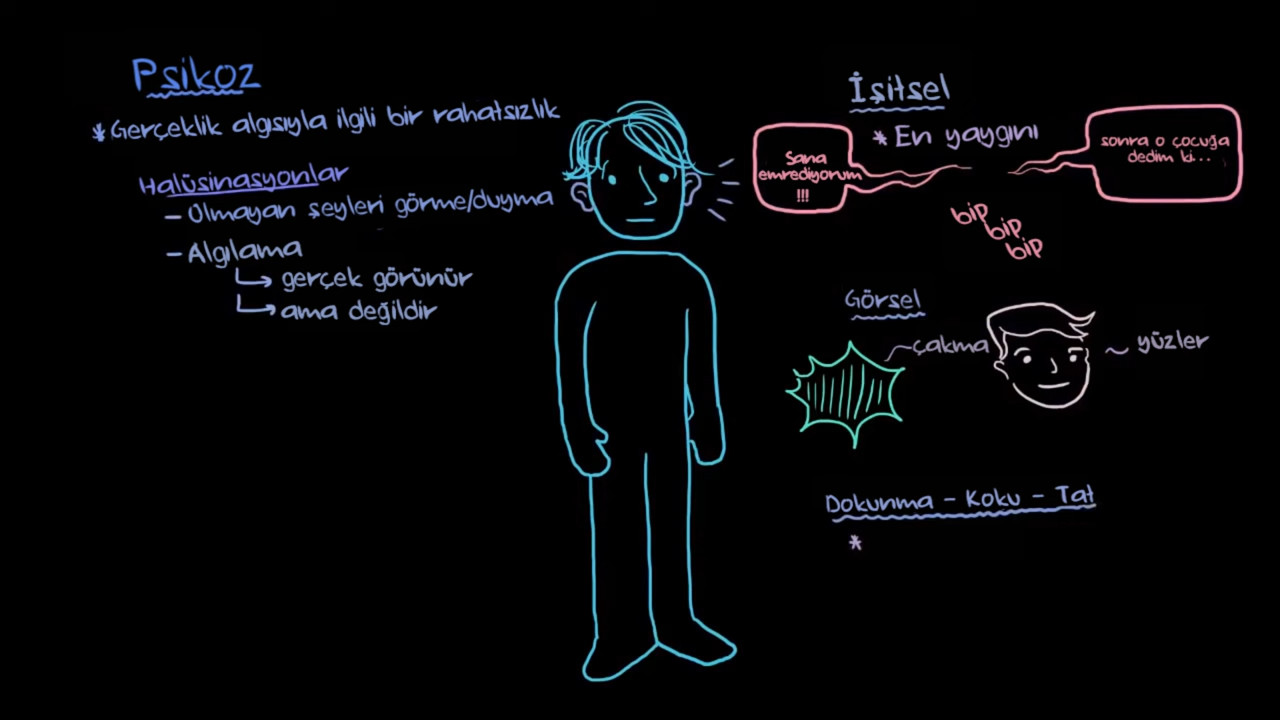 Psikoz
* Gerçeklik algısıyla ilgili bir rahatsızlık
Halüsinasyonlar
- Olmayan şeyleri görme/duyma
- Algılama
↳ gerçek görünür
↳ ama değildir
İşitsel
* En yaygını
Sana
emrediyorum
!!!
sonra o çocuğa
dedim ki...
bip
bip
bip
Görsel
çakma
yüzler
Dokunma - Koku - Tat
*